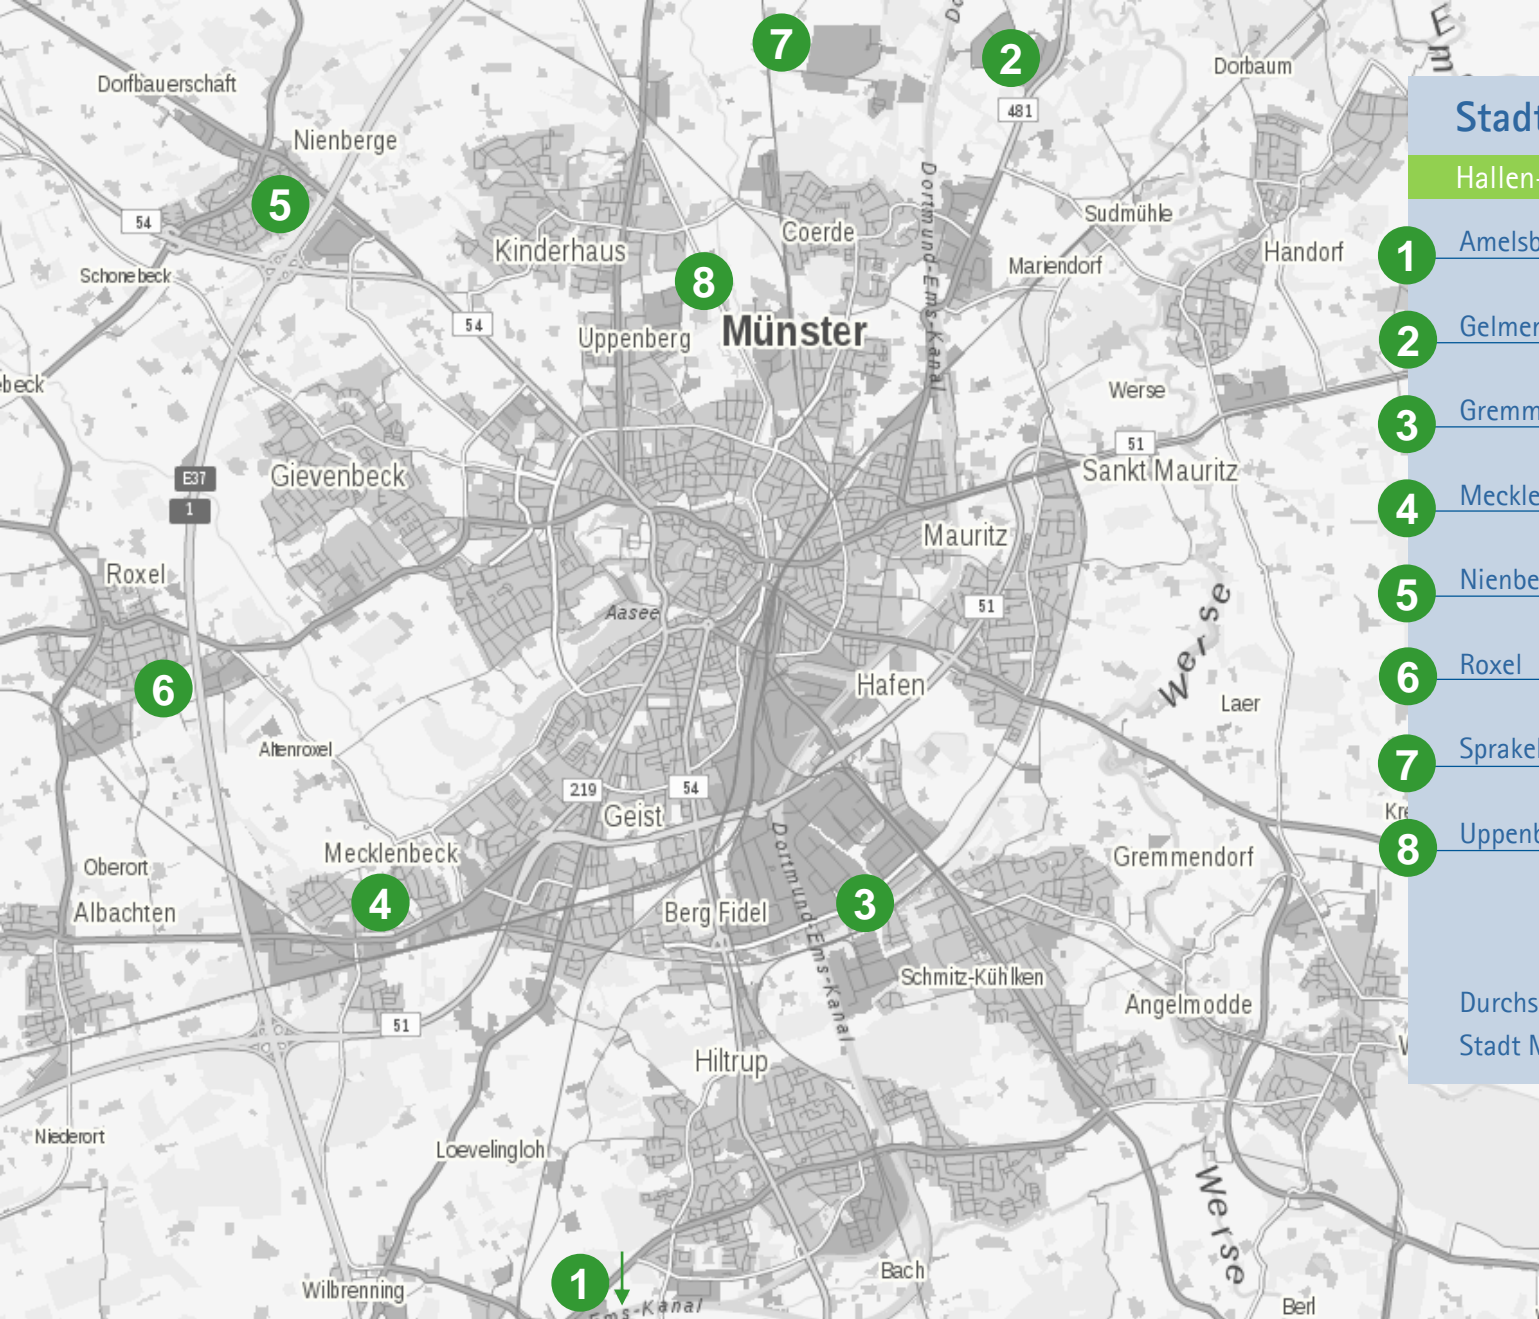 7
2
Dorfbauerschaft
Dorbaum
481
Stadt
Nienberge
Hallen-
5
54
Dortmund-Ems-Kanal
Sudmühle
Coerde
Kinderhaus
Handorf
1 Amelsb
Schonebeck
Mariendorf
8
54
Münster
Uppenberg
2 Gelmer
beck
Werse
3 Gremm
51
Sankt Mauritz
E37
Gievenbeck
1
4 Meckle
Mauritz
Roxel
5 Nienbe
Aasee
51
Werse
6 Roxel
6
Hafen
Laer
Altenroxel
7 Sprakel
219
54
Geist
Kre
Dortmund-Ems-Kanal
8 Uppenb
Mecklenbeck
Gremmendorf
Oberort
4
3
Albachten
Berg Fidel
Schmitz-Kühlken
Angelmodde
Durchs
51
Stadt M
Hiltrup
Niederort
Loevelingloh
Werse
Bach
Wilbrenning
1
Ems-Kanal
Berl